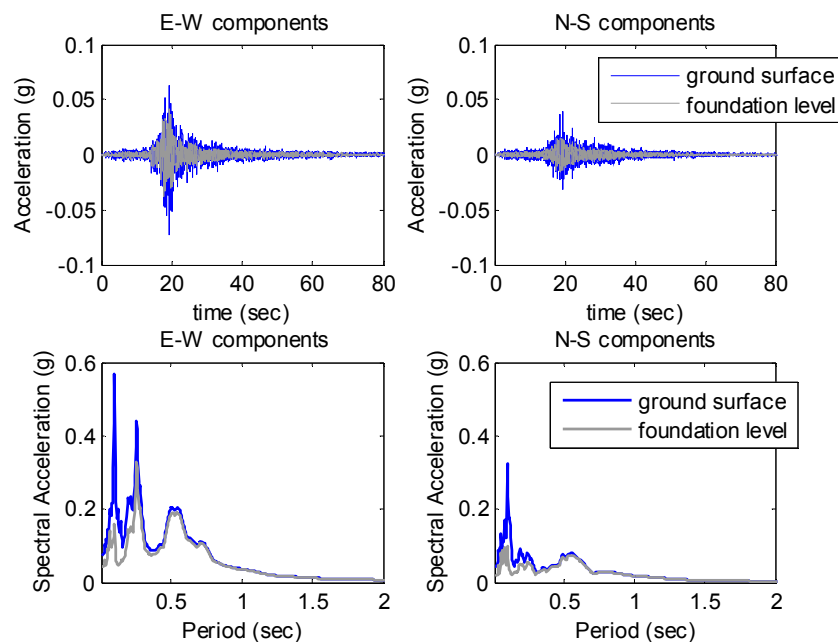 E-W components
N-S components
Acceleration (g)
0.1
0.05
0
-0.05
-0.1
0 20 40 60 80
time (sec)
Acceleration (g)
0.1
0.05
0
-0.05
-0.1
0 20 40 60 80
time (sec)
ground surface
foundation level
E-W components
N-S components
Spectral Acceleration (g)
0.6
0.4
0.2
0
0.5 1 1.5 2
Period (sec)
Spectral Acceleration (g)
0.6
0.4
0.2
0
0.5 1 1.5 2
Period (sec)
ground surface
foundation level